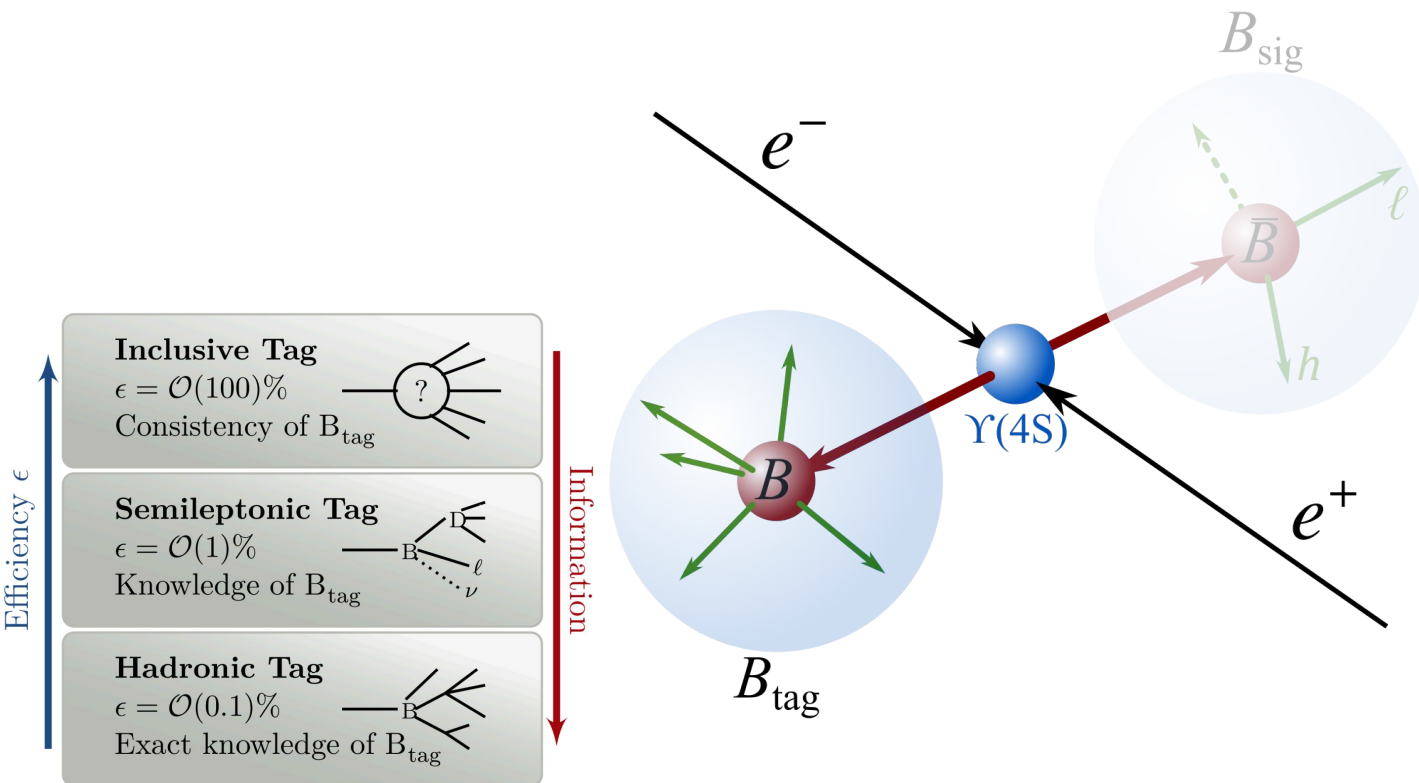 Efficiency ϵ
Inclusive Tag
ϵ = 𝒪(100)%
Consistency of B_tag
?
Semileptonic Tag
ϵ = 𝒪(1)%
Knowledge of B_tag
B
D
ℓ
ν
Hadronic Tag
ϵ = 𝒪(0.1)%
Exact knowledge of B_tag
B
Information
e⁻
B_sig
B̅
ℓ
h
ϒ(4S)
B
B_tag
e⁺